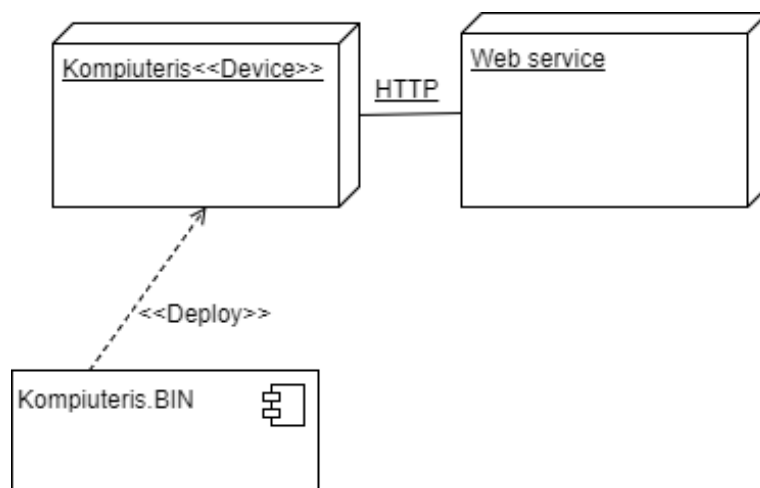 Kompiuteris<<Device>>
HTTP
Web service
<<Deploy>>
Kompiuteris.BIN